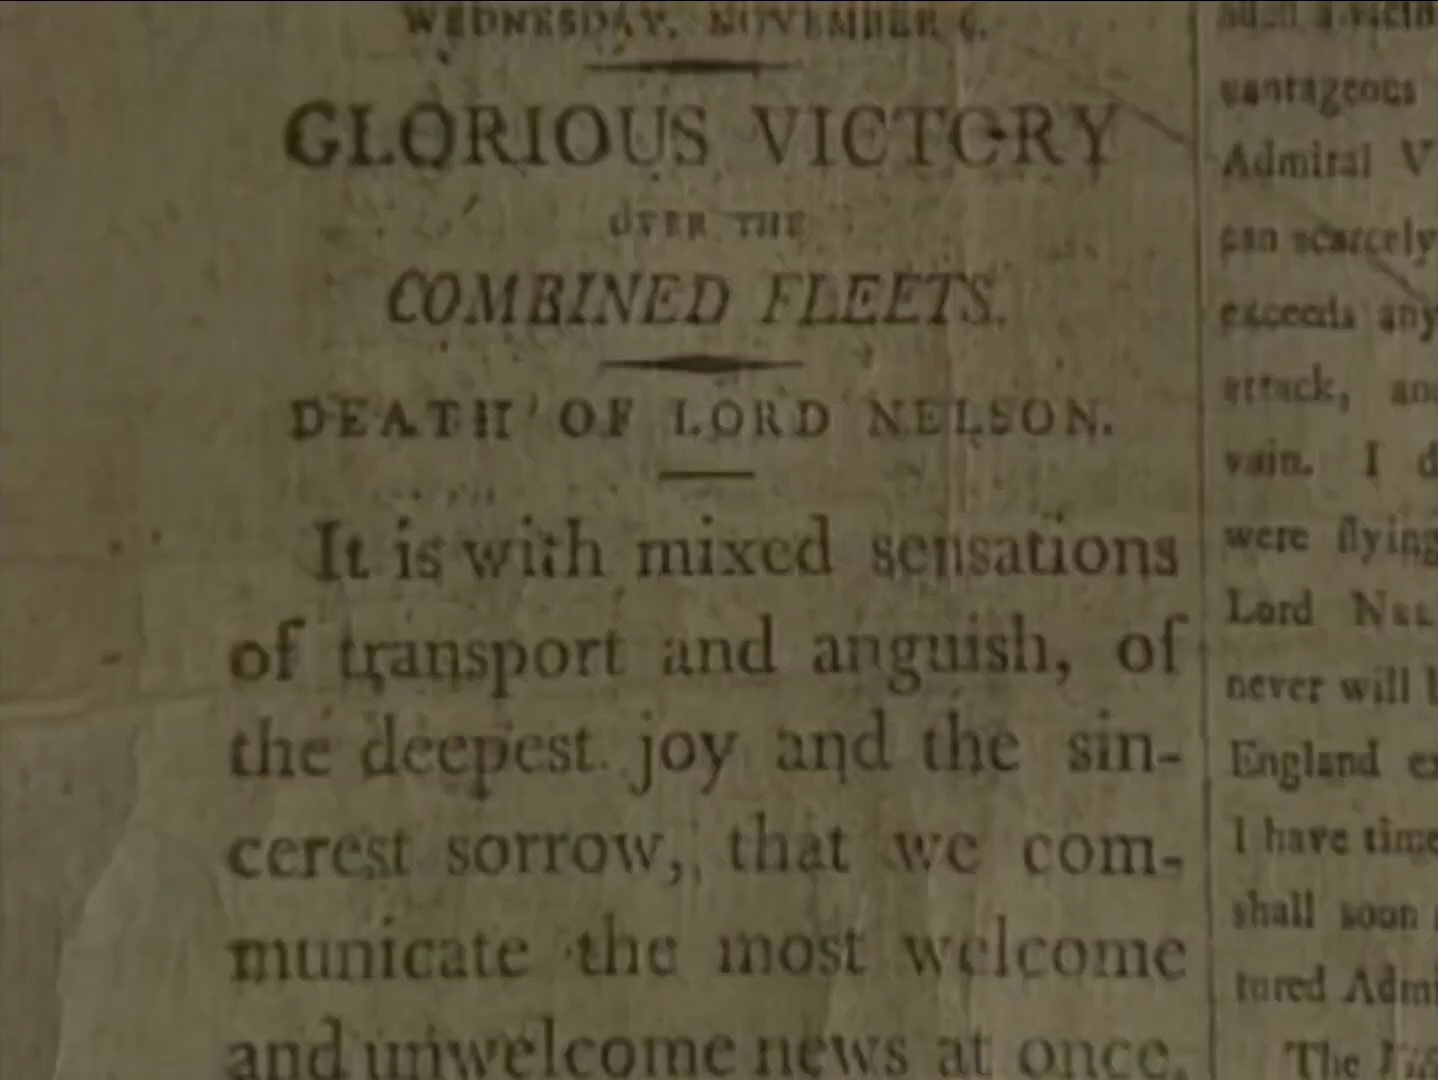 WEDNESDAY, NOVEMBER 6.
GLORIOUS VICTORY
OVER THE
COMBINED FLEETS.
DEATH OF LORD NELSON.
It is with mixed sensations
of transport and anguish, of
the deepest joy and the sin-
cerest sorrow, that we com-
municate the most welcome
and unwelcome news at once.
vantageous
Admiral V
can scarcely
exceeds any
attack, an
vain. I d
were flying
Lord NEL
never will
England ex
I have time
shall soon
tured Admi
The